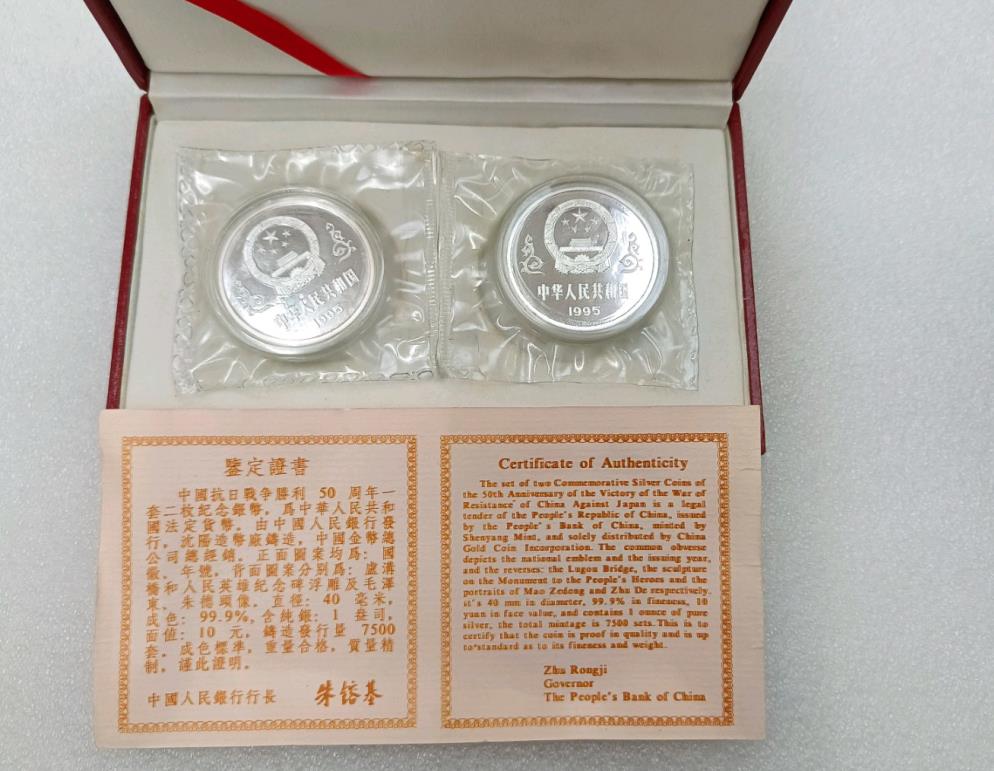 中华人民共和国
1995
中华人民共和国
1995
鉴定證書
中國抗日戰争勝利 50 周年一
套二枚紀念銀幣，爲中華人民共和
國法定貨幣。由中國人民銀行發
行，沈陽造幣廠鑄造，中國金幣總
公司總經銷。正面圖案均爲：國
徽、年號，背面圖案分别爲：盧溝
橋和人民英雄紀念碑浮雕及毛澤
東、朱德頭像。直徑：40 毫米，
成色：99.9%，含純銀：1 盎司，
面值：10 元，鑄造發行量 7500
套。成色標準，重量合格，質量精
制，謹此證明。
中國人民銀行行長 朱镕基
Certificate of Authenticity
The set of two Commemorative Silver Coins of
the 50th Anniversary of the Victory of the War of
Resistance of China Against Japan is a legal
tender of the People's Republic of China, issued
by the People's Bank of China, minted by
Shenyang Mint, and solely distributed by China
Gold Coin Incorporation. The common obverse
depicts the national emblem and the issuing year,
and the reverses: the Lugou Bridge, the sculpture
on the Monument to the People's Heroes and the
portraits of Mao Zedong and Zhu De respectively.
it's 40 mm in diameter, 99.9% in fineness, 10
yuan in face value, and contains 1 ounce of pure
silver, the total mintage is 7500 sets. This is to
certify that the coin is proof in quality and is up
to standard as to its fineness and weight.
Zhu Rongji
Governor
The People's Bank of China